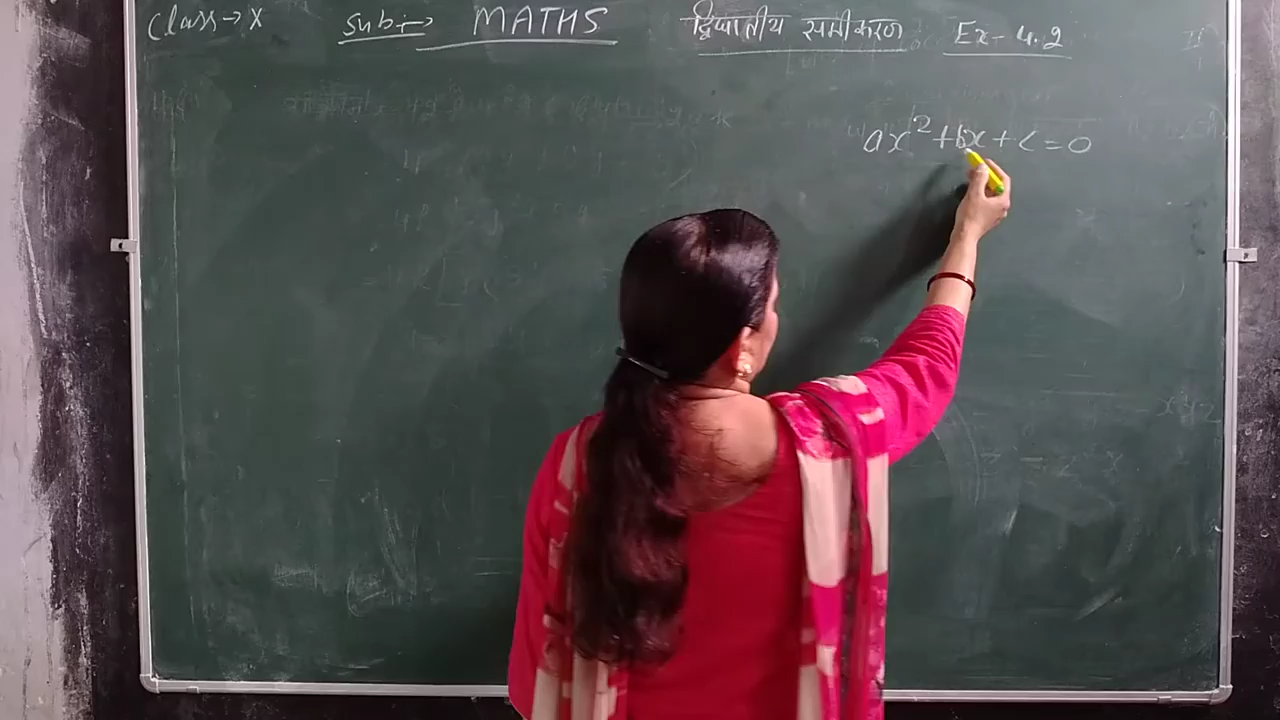 Class → X Sub:→ MATHS द्विघातीय समीकरण Ex - 4.2
ax² + bx + c = 0